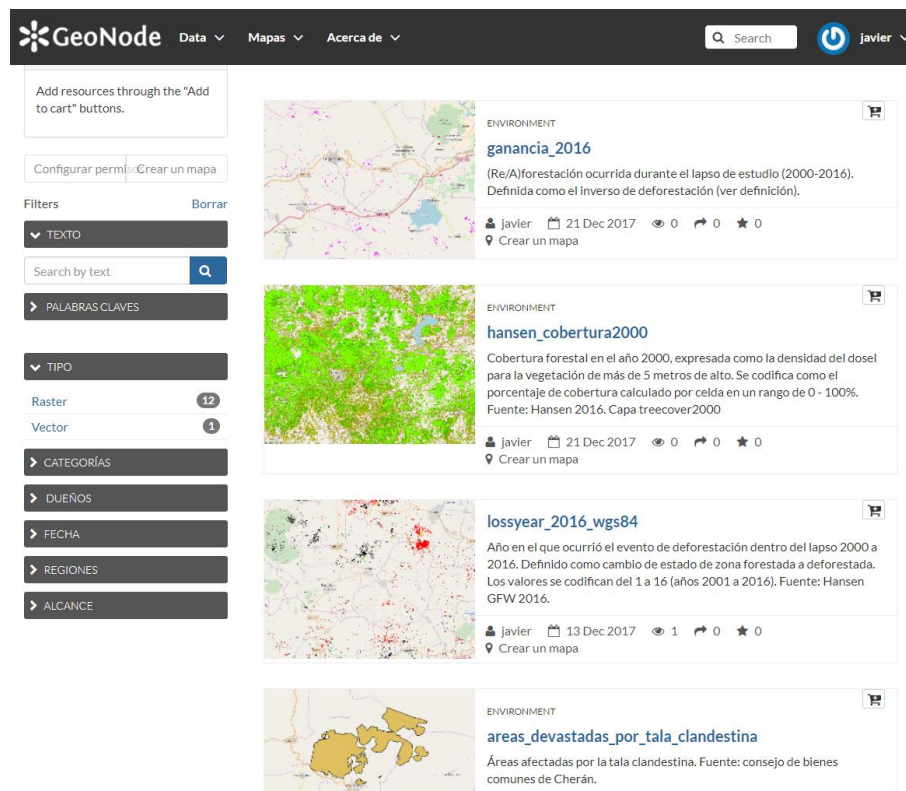 GeoNode Data Mapas Acerca de Search javier
Add resources through the "Add
to cart" buttons.
Configurar permisos Crear un mapa
Filters Borrar
TEXTO
Search by text
PALABRAS CLAVES
TIPO
Raster 12
Vector 1
CATEGORÍAS
DUEÑOS
FECHA
REGIONES
ALCANCE
ENVIRONMENT
ganancia_2016
(Re/A)forestación ocurrida durante el lapso de estudio (2000-2016).
Definida como el inverso de deforestación (ver definición).
javier 21 Dec 2017 0 0 0
Crear un mapa
ENVIRONMENT
hansen_cobertura2000
Cobertura forestal en el año 2000, expresada como la densidad del dosel
para la vegetación de más de 5 metros de alto. Se codifica como el
porcentaje de cobertura calculado por celda en un rango de 0 - 100%.
Fuente: Hansen 2016. Capa treecover2000
javier 21 Dec 2017 0 0 0
Crear un mapa
lossyear_2016_wgs84
Año en el que ocurrió el evento de deforestación dentro del lapso 2000 a
2016. Definido como cambio de estado de zona forestada a deforestada.
Los valores se codifican del 1 a 16 (años 2001 a 2016). Fuente: Hansen
GFW 2016.
javier 13 Dec 2017 1 0 0
Crear un mapa
ENVIRONMENT
areas_devastadas_por_tala_clandestina
Áreas afectadas por la tala clandestina. Fuente: consejo de bienes
comunes de Cherán.